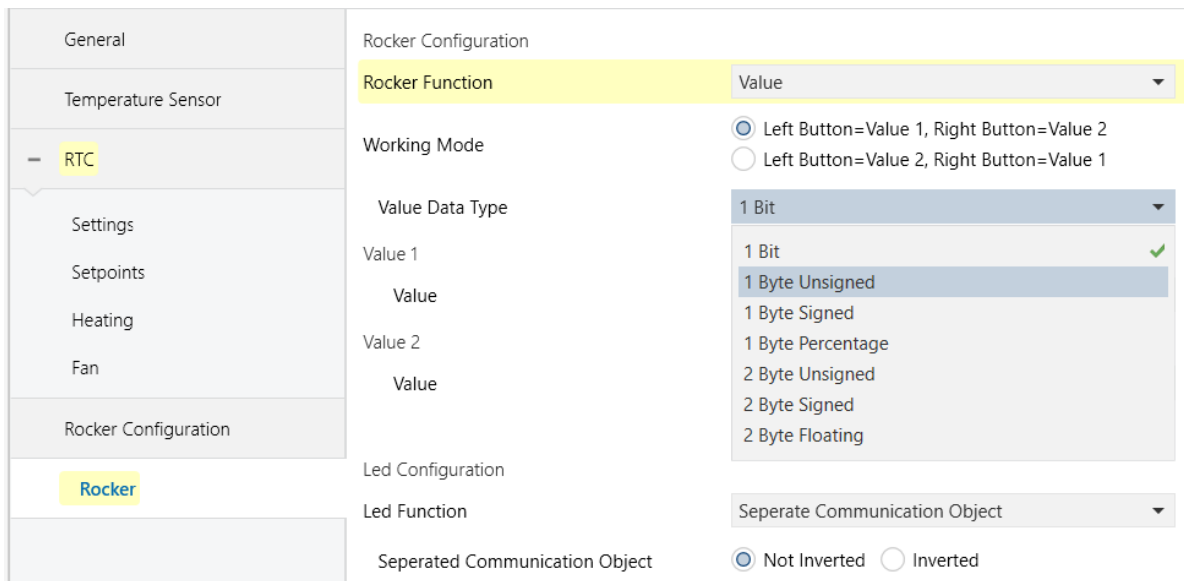 General
Temperature Sensor
RTC
Settings
Setpoints
Heating
Fan
Rocker Configuration
Rocker
Rocker Configuration
Rocker Function Value
Working Mode
Left Button=Value 1, Right Button=Value 2
Left Button=Value 2, Right Button=Value 1
Value Data Type 1 Bit
1 Bit
1 Byte Unsigned
1 Byte Signed
1 Byte Percentage
2 Byte Unsigned
2 Byte Signed
2 Byte Floating
Value 1
Value
Value 2
Value
Led Configuration
Led Function Seperate Communication Object
Seperated Communication Object Not Inverted Inverted